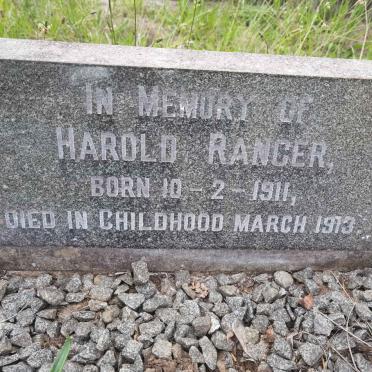 In Memory of
Harold Ranger,
Born 10-2-1911,
Died in Childhood March 1913.